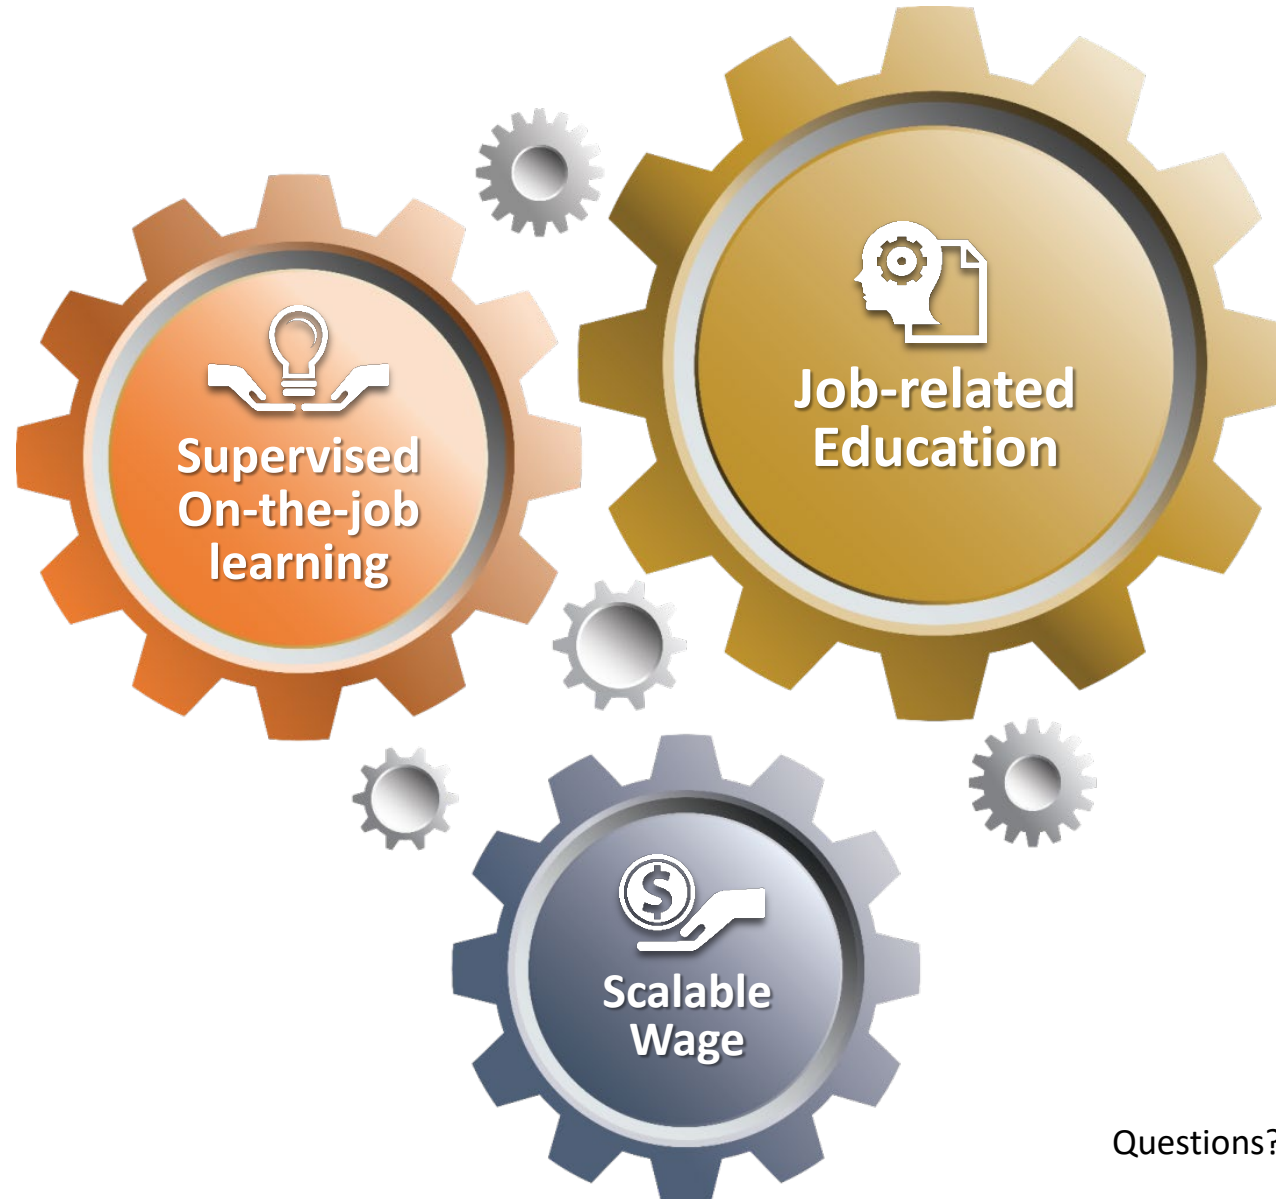 Supervised
On-the-job
learning
Job-related
Education
Scalable
Wage
Questions?